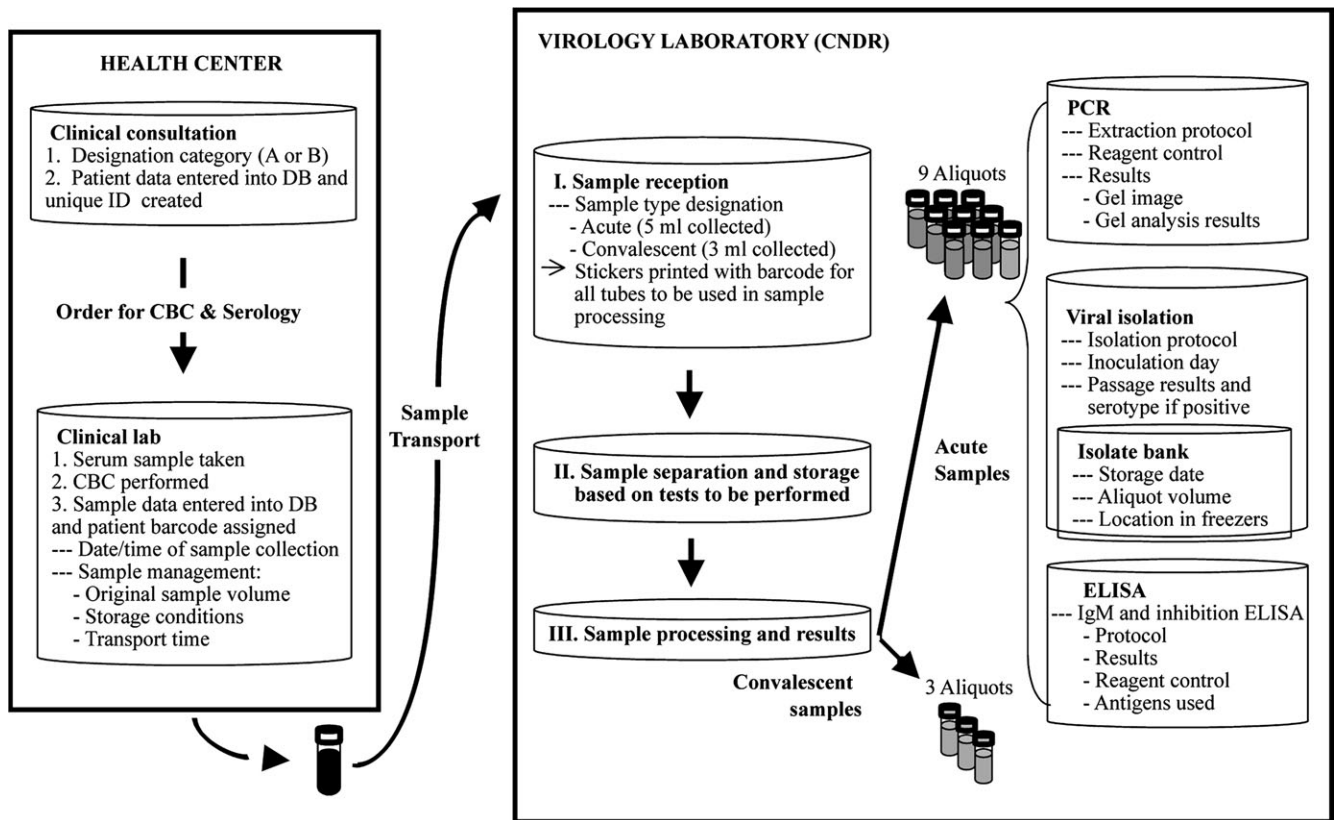 HEALTH CENTER
Clinical consultation
1. Designation category (A or B)
2. Patient data entered into DB and
unique ID created
Order for CBC & Serology
Clinical lab
1. Serum sample taken
2. CBC performed
3. Sample data entered into DB
and patient barcode assigned
--- Date/time of sample collection
--- Sample management:
- Original sample volume
- Storage conditions
- Transport time
Sample
Transport
VIROLOGY LABORATORY (CNDR)
I. Sample reception
--- Sample type designation
- Acute (5 ml collected)
- Convalescent (3 ml collected)
Stickers printed with barcode for
all tubes to be used in sample
processing
II. Sample separation and storage
based on tests to be performed
III. Sample processing and results
Acute
Samples
Convalescent
samples
9 Aliquots
3 Aliquots
PCR
--- Extraction protocol
--- Reagent control
--- Results
- Gel image
- Gel analysis results
Viral isolation
--- Isolation protocol
--- Inoculation day
--- Passage results and
serotype if positive
Isolate bank
--- Storage date
--- Aliquot volume
--- Location in freezers
ELISA
--- IgM and inhibition ELISA
- Protocol
- Results
- Reagent control
- Antigens used